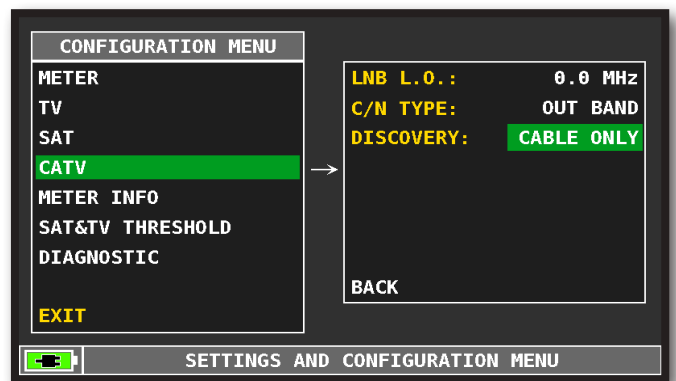 CONFIGURATION MENU
METER
TV
SAT
CATV
METER INFO
SAT&TV THRESHOLD
DIAGNOSTIC
EXIT
LNB L.O.: 0.0 MHz
C/N TYPE: OUT BAND
DISCOVERY: CABLE ONLY
BACK
SETTINGS AND CONFIGURATION MENU